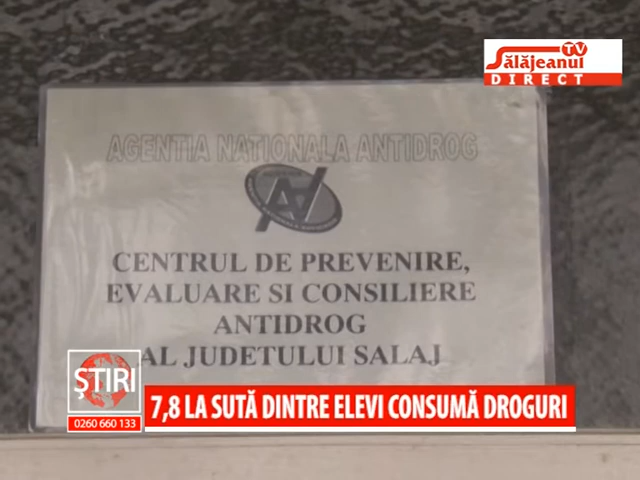 Sălăjeanul TV
DIRECT
AGENTIA NATIONALA ANTIDROG
CENTRUL DE PREVENIRE,
EVALUARE SI CONSILIERE
ANTIDROG
AL JUDETULUI SALAJ
ŞTIRI
0260 660 133
7,8 LA SUTĂ DINTRE ELEVI CONSUMĂ DROGURI